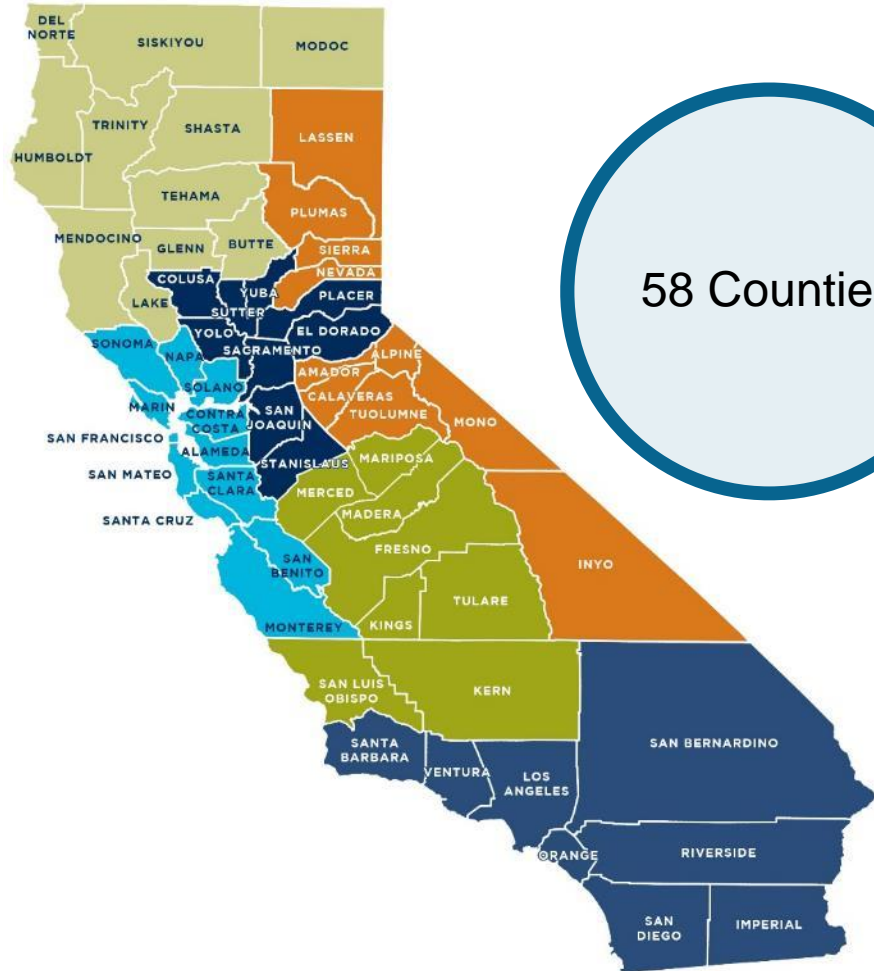 DEL
NORTE
SISKIYOU
MODOC
TRINITY
SHASTA
LASSEN
HUMBOLDT
TEHAMA
PLUMAS
MENDOCINO
GLENN
BUTTE
SIERRA
NEVADA
COLUSA
YUBA
PLACER
LAKE
SUTTER
YOLO
EL DORADO
SONOMA
NAPA
SACRAMENTO
ALPINE
SOLANO
AMADOR
MARIN
CONTRA
COSTA
SAN
JOAQUIN
CALAVERAS
TUOLUMNE
MONO
SAN FRANCISCO
ALAMEDA
STANISLAUS
MARIPOSA
SAN MATEO
SANTA
CLARA
MERCED
MADERA
SANTA CRUZ
FRESNO
SAN
BENITO
INYO
TULARE
MONTEREY
KINGS
SAN LUIS
OBISPO
KERN
SANTA
BARBARA
VENTURA
LOS
ANGELES
SAN BERNARDINO
ORANGE
RIVERSIDE
SAN
DIEGO
IMPERIAL
58 Countie